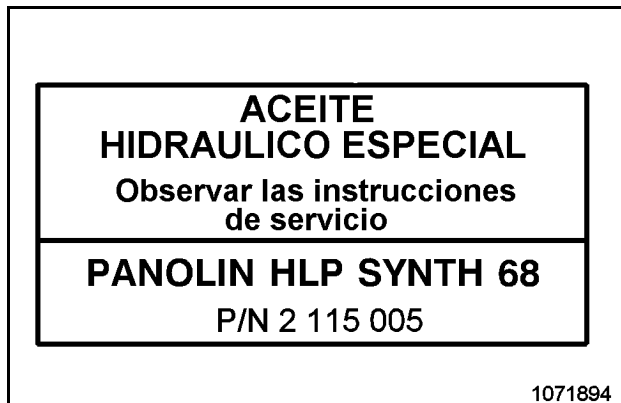 ACEITE
HIDRAULICO ESPECIAL
Observar las instrucciones
de servicio
PANOLIN HLP SYNTH 68
P/N 2 115 005
1071894